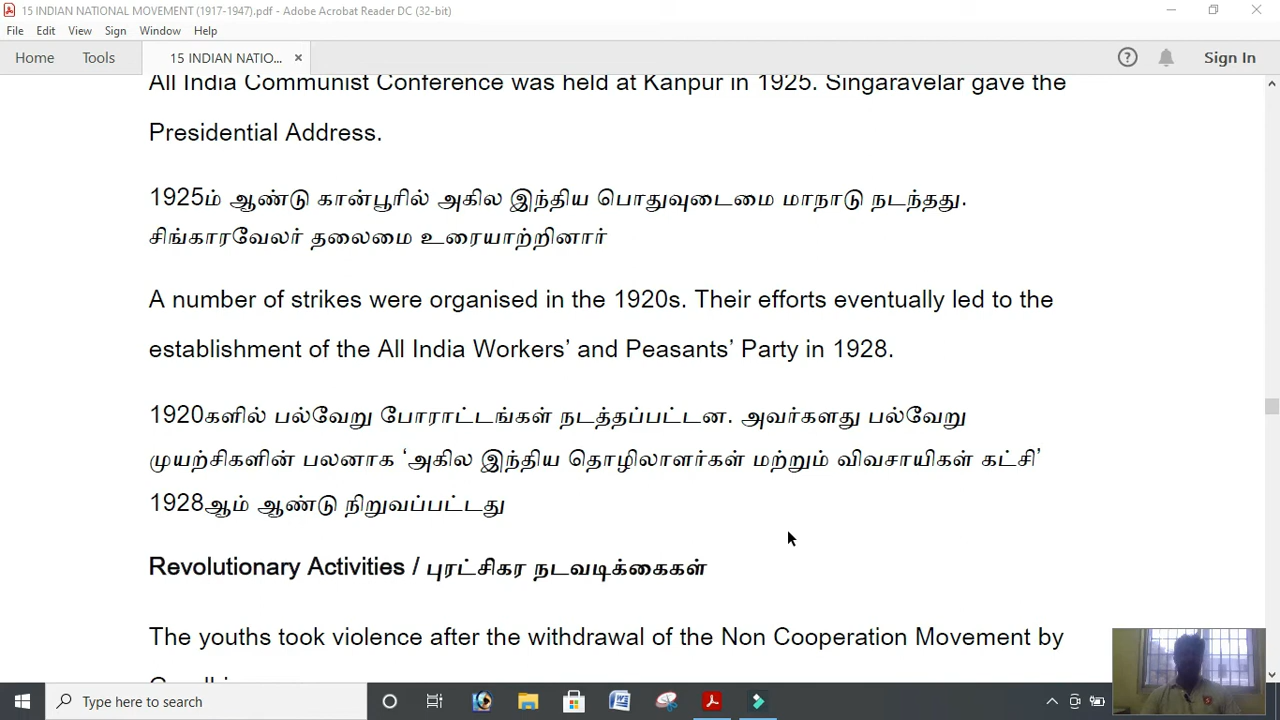 15 INDIAN NATIONAL MOVEMENT (1917-1947).pdf - Adobe Acrobat Reader DC (32-bit)
File Edit View Sign Window Help
Home Tools 15 INDIAN NATIO... × Sign In
All India Communist Conference was held at Kanpur in 1925. Singaravelar gave the
Presidential Address.
1925ம் ஆண்டு கான்பூரில் அகில இந்திய பொதுவுடைமை மாநாடு நடந்தது.
சிங்காரவேலர் தலைமை உரையாற்றினார்
A number of strikes were organised in the 1920s. Their efforts eventually led to the
establishment of the All India Workers’ and Peasants’ Party in 1928.
1920களில் பல்வேறு போராட்டங்கள் நடத்தப்பட்டன. அவர்களது பல்வேறு
முயற்சிகளின் பலனாக ‘அகில இந்திய தொழிலாளர்கள் மற்றும் விவசாயிகள் கட்சி’
1928ஆம் ஆண்டு நிறுவப்பட்டது
Revolutionary Activities / புரட்சிகர நடவடிக்கைகள்
The youths took violence after the withdrawal of the Non Cooperation Movement by
Type here to search